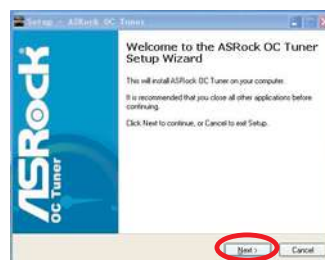 Setup - ASRock OC Tuner
Welcome to the ASRock OC Tuner
Setup Wizard
This will install ASRock OC Tuner on your computer.
It is recommended that you close all other applications before
continuing.
Click Next to continue, or Cancel to exit Setup.
ASRock
OC Tuner
Next >
Cancel